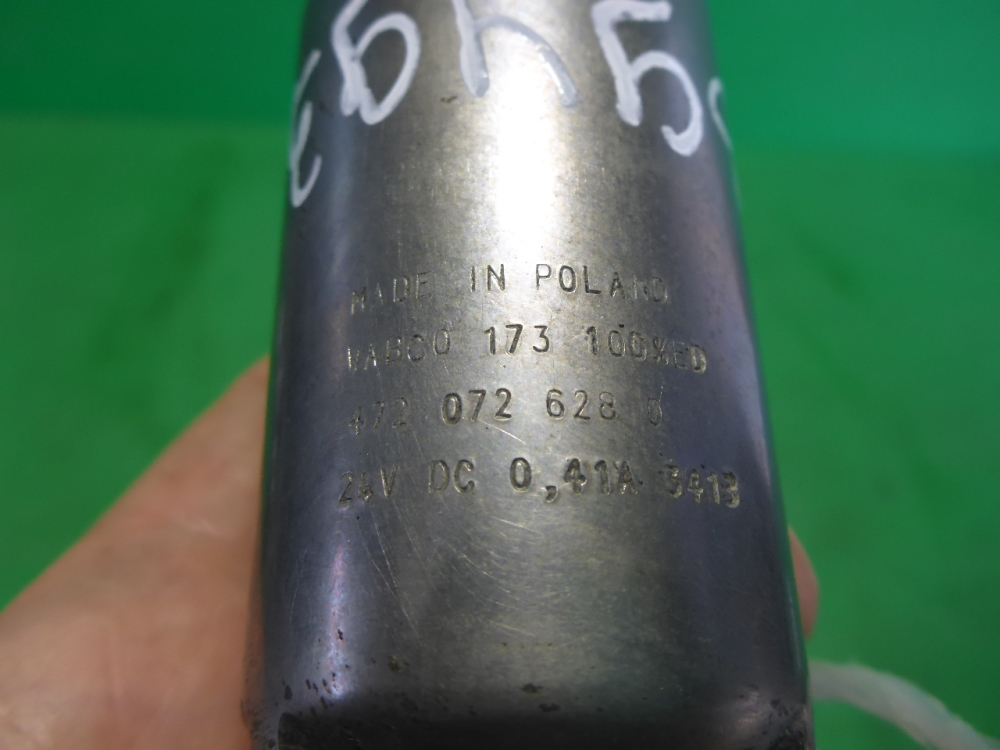 MADE IN POLAND
WABCO 173 100%ED
472 072 628 0
24V DC 0,41A 3413